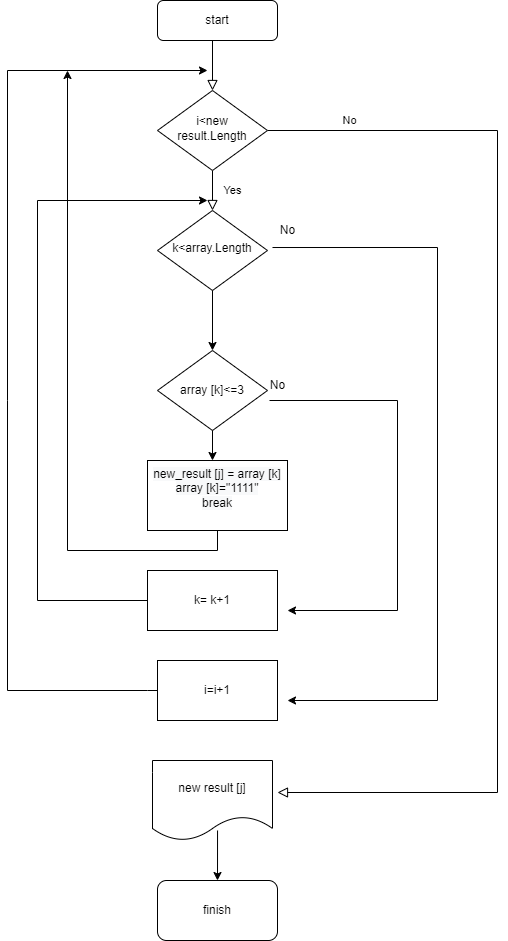 start
i<new
result.Length
No
Yes
k<array.Length
No
array [k]<=3
No
new_result [j] = array [k]
array [k]="1111"
break
k= k+1
i=i+1
new result [j]
finish